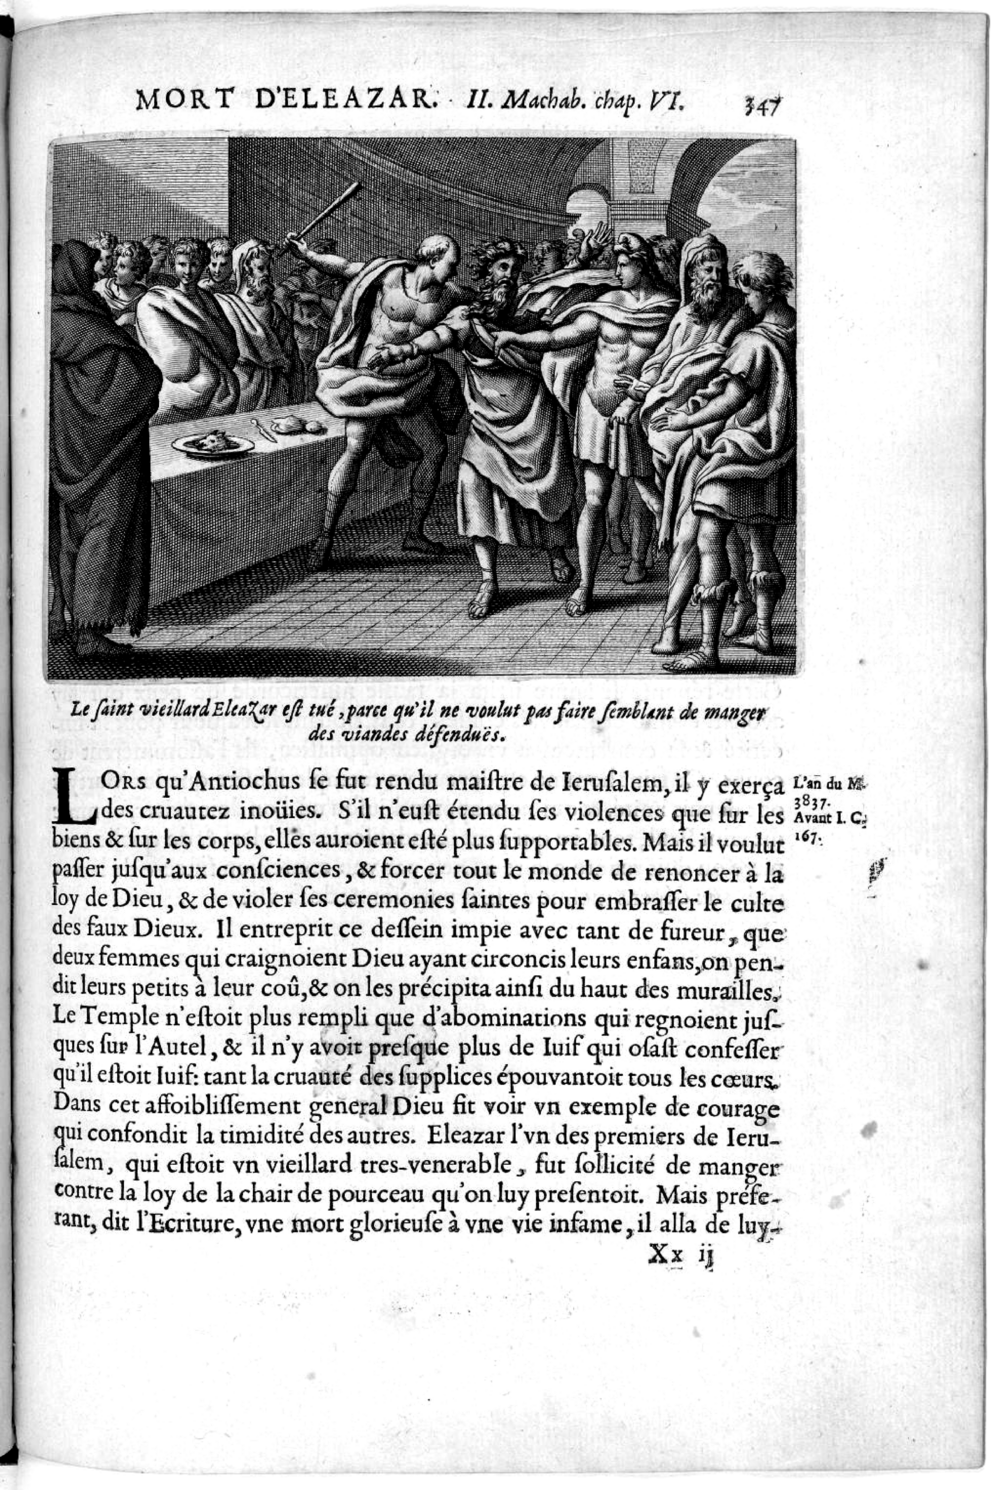 MORT D'ELEAZAR. II. Machab. chap. VI. 347
Le ſaint vieillard Eleazar eſt tué, parce qu'il ne voulut pas faire ſemblant de manger
des viandes défenduës.
LORS qu'Antiochus ſe fut rendu maiſtre de Ieruſalem, il y exerça
des cruautez inoüies. S'il n'euſt étendu ſes violences que ſur les
biens & ſur les corps, elles auroient eſté plus ſupportables. Mais il voulut
paſſer juſqu'aux conſciences, & forcer tout le monde de renoncer à la
loy de Dieu, & de violer ſes ceremonies ſaintes pour embraſſer le culte
des faux Dieux. Il entreprit ce deſſein impie avec tant de fureur, que
deux femmes qui craignoient Dieu ayant circoncis leurs enfans, on pen-
dit leurs petits à leur coû, & on les précipita ainſi du haut des murailles.
Le Temple n'eſtoit plus rempli que d'abominations qui regnoient juſ-
ques ſur l'Autel, & il n'y avoit preſque plus de Iuif qui oſaſt confeſſer
qu'il eſtoit Iuif: tant la cruauté des ſupplices épouvantoit tous les cœurs.
Dans cet affoibliſſement general Dieu fit voir vn exemple de courage
qui confondit la timidité des autres. Eleazar l'vn des premiers de Ieru-
ſalem, qui eſtoit vn vieillard tres-venerable, fut ſollicité de manger
contre la loy de la chair de pourceau qu'on luy preſentoit. Mais préfe-
rant, dit l'Ecriture, vne mort glorieuſe à vne vie infame, il alla de luy-
Xx ij
L'an du M.
3837.
Avant I. C.
167.